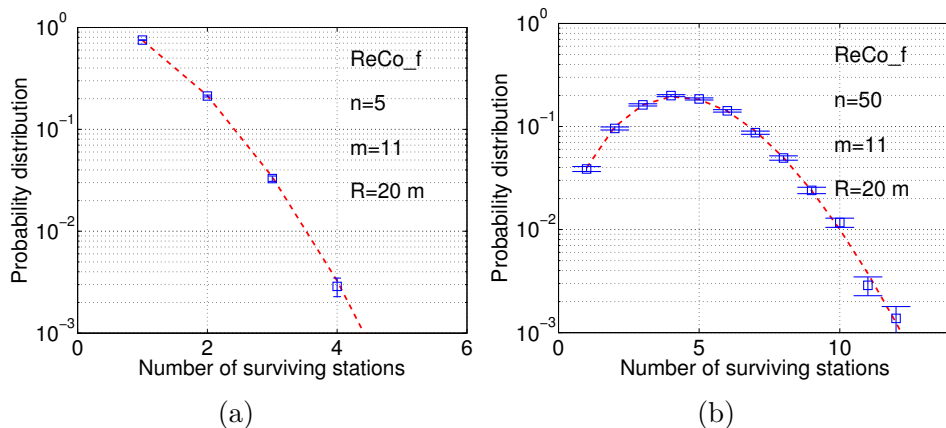 10^0
10^-1
10^-2
10^-3
0
2
4
6
Probability distribution
Number of surviving stations
ReCo_f
n=5
m=11
R=20 m
(a)
10^0
10^-1
10^-2
10^-3
0
5
10
Probability distribution
Number of surviving stations
ReCo_f
n=50
m=11
R=20 m
(b)